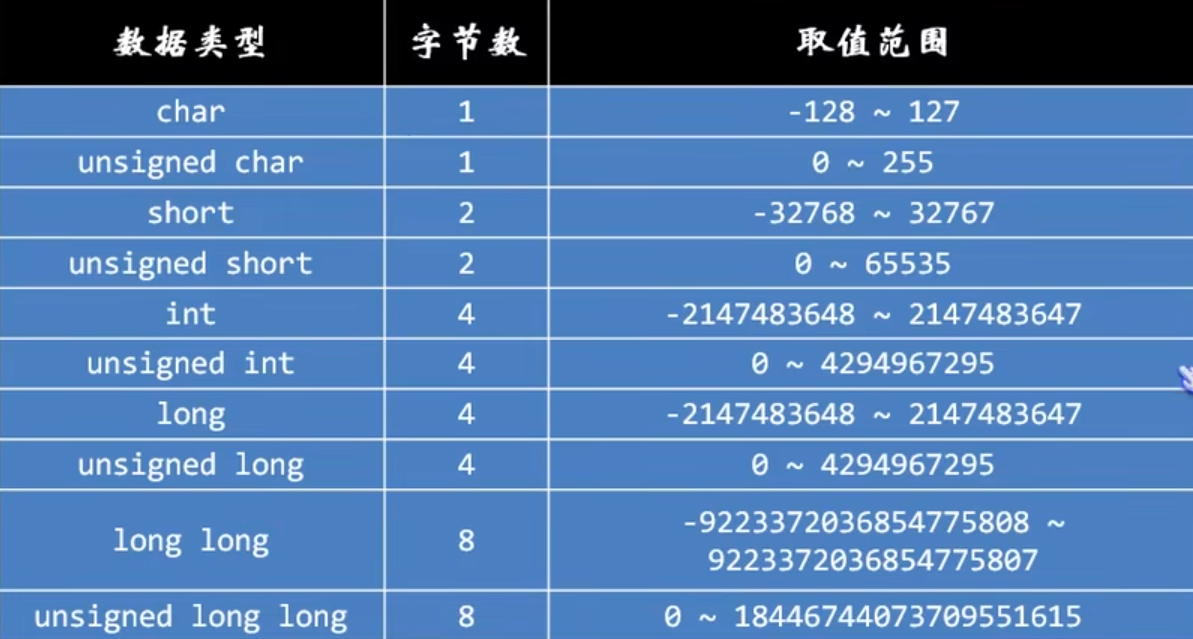 数据类型 字节数 取值范围
char 1 -128 ~ 127
unsigned char 1 0 ~ 255
short 2 -32768 ~ 32767
unsigned short 2 0 ~ 65535
int 4 -2147483648 ~ 2147483647
unsigned int 4 0 ~ 4294967295
long 4 -2147483648 ~ 2147483647
unsigned long 4 0 ~ 4294967295
long long 8 -9223372036854775808 ~
9223372036854775807
unsigned long long 8 0 ~ 18446744073709551615